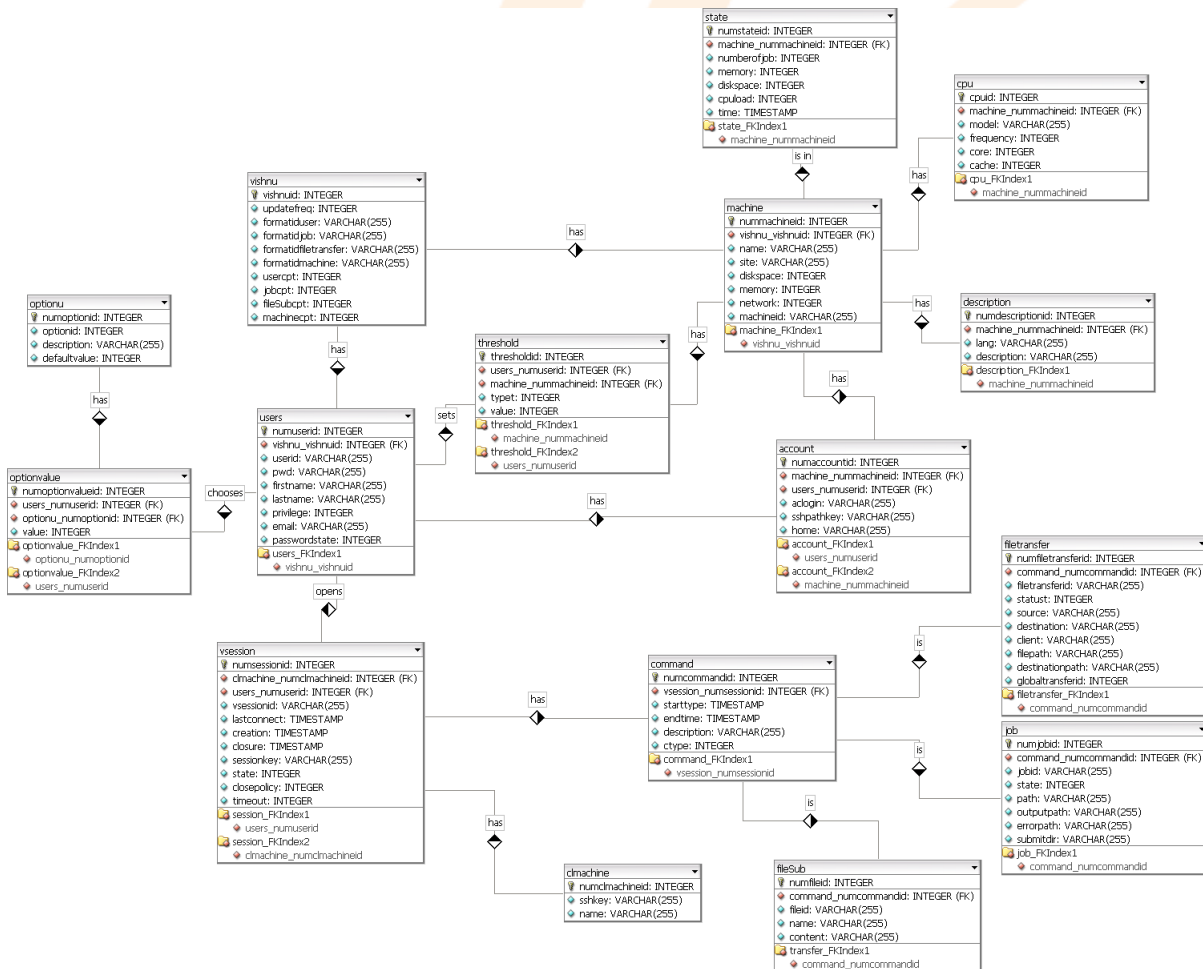 state
numstateid: INTEGER
machine_nummachineid: INTEGER (FK)
numberofjob: INTEGER
memory: INTEGER
diskspace: INTEGER
cpuload: INTEGER
time: TIMESTAMP
state_FKIndex1
machine_nummachineid
is in
cpu
cpuid: INTEGER
machine_nummachineid: INTEGER (FK)
model: VARCHAR(255)
frequency: INTEGER
core: INTEGER
cache: INTEGER
cpu_FKIndex1
machine_nummachineid
has
vishnu
vishnuid: INTEGER
updatefreq: INTEGER
formatiduser: VARCHAR(255)
formatidjob: VARCHAR(255)
formatidfiletransfer: VARCHAR(255)
formatidmachine: VARCHAR(255)
usercpt: INTEGER
jobcpt: INTEGER
fileSubcpt: INTEGER
machinecpt: INTEGER
has
machine
nummachineid: INTEGER
vishnu_vishnuid: INTEGER (FK)
name: VARCHAR(255)
site: VARCHAR(255)
diskspace: INTEGER
memory: INTEGER
network: INTEGER
machineid: VARCHAR(255)
machine_FKIndex1
vishnu_vishnuid
has
description
numdescriptionid: INTEGER
machine_nummachineid: INTEGER (FK)
lang: VARCHAR(255)
description: VARCHAR(255)
description_FKIndex1
machine_nummachineid
optionu
numoptionid: INTEGER
optionid: INTEGER
description: VARCHAR(255)
defaultvalue: INTEGER
has
has
threshold
thresholdid: INTEGER
users_numuserid: INTEGER (FK)
machine_nummachineid: INTEGER (FK)
typet: INTEGER
value: INTEGER
threshold_FKIndex1
machine_nummachineid
threshold_FKIndex2
users_numuserid
has
sets
has
users
numuserid: INTEGER
vishnu_vishnuid: INTEGER (FK)
userid: VARCHAR(255)
pwd: VARCHAR(255)
firstname: VARCHAR(255)
lastname: VARCHAR(255)
privilege: INTEGER
email: VARCHAR(255)
passwordstate: INTEGER
users_FKIndex1
vishnu_vishnuid
optionvalue
numoptionvalueid: INTEGER
users_numuserid: INTEGER (FK)
optionu_numoptionid: INTEGER (FK)
value: INTEGER
optionvalue_FKIndex1
optionu_numoptionid
optionvalue_FKIndex2
users_numuserid
chooses
has
account
numaccountid: INTEGER
machine_nummachineid: INTEGER (FK)
users_numuserid: INTEGER (FK)
aclogin: VARCHAR(255)
sshpathkey: VARCHAR(255)
home: VARCHAR(255)
account_FKIndex1
users_numuserid
account_FKIndex2
machine_nummachineid
filetransfer
numfiletransferid: INTEGER
command_numcommandid: INTEGER (FK)
filetransferid: VARCHAR(255)
statust: INTEGER
source: VARCHAR(255)
destination: VARCHAR(255)
client: VARCHAR(255)
filepath: VARCHAR(255)
destinationpath: VARCHAR(255)
globaltransferid: INTEGER
filetransfer_FKIndex1
command_numcommandid
opens
is
vsession
numsessionid: INTEGER
clmachine_numclmachineid: INTEGER (FK)
users_numuserid: INTEGER (FK)
vsessionid: VARCHAR(255)
lastconnect: TIMESTAMP
creation: TIMESTAMP
closure: TIMESTAMP
sessionkey: VARCHAR(255)
state: INTEGER
closepolicy: INTEGER
timeout: INTEGER
session_FKIndex1
users_numuserid
session_FKIndex2
clmachine_numclmachineid
has
command
numcommandid: INTEGER
vsession_numsessionid: INTEGER (FK)
starttype: TIMESTAMP
endtime: TIMESTAMP
description: VARCHAR(255)
ctype: INTEGER
command_FKIndex1
vsession_numsessionid
is
job
numjobid: INTEGER
command_numcommandid: INTEGER (FK)
jobid: VARCHAR(255)
state: INTEGER
path: VARCHAR(255)
outputpath: VARCHAR(255)
errorpath: VARCHAR(255)
submitdir: VARCHAR(255)
job_FKIndex1
command_numcommandid
has
is
clmachine
numclmachineid: INTEGER
sshkey: VARCHAR(255)
name: VARCHAR(255)
fileSub
numfileid: INTEGER
command_numcommandid: INTEGER (FK)
fileid: VARCHAR(255)
name: VARCHAR(255)
content: VARCHAR(255)
transfer_FKIndex1
command_numcommandid